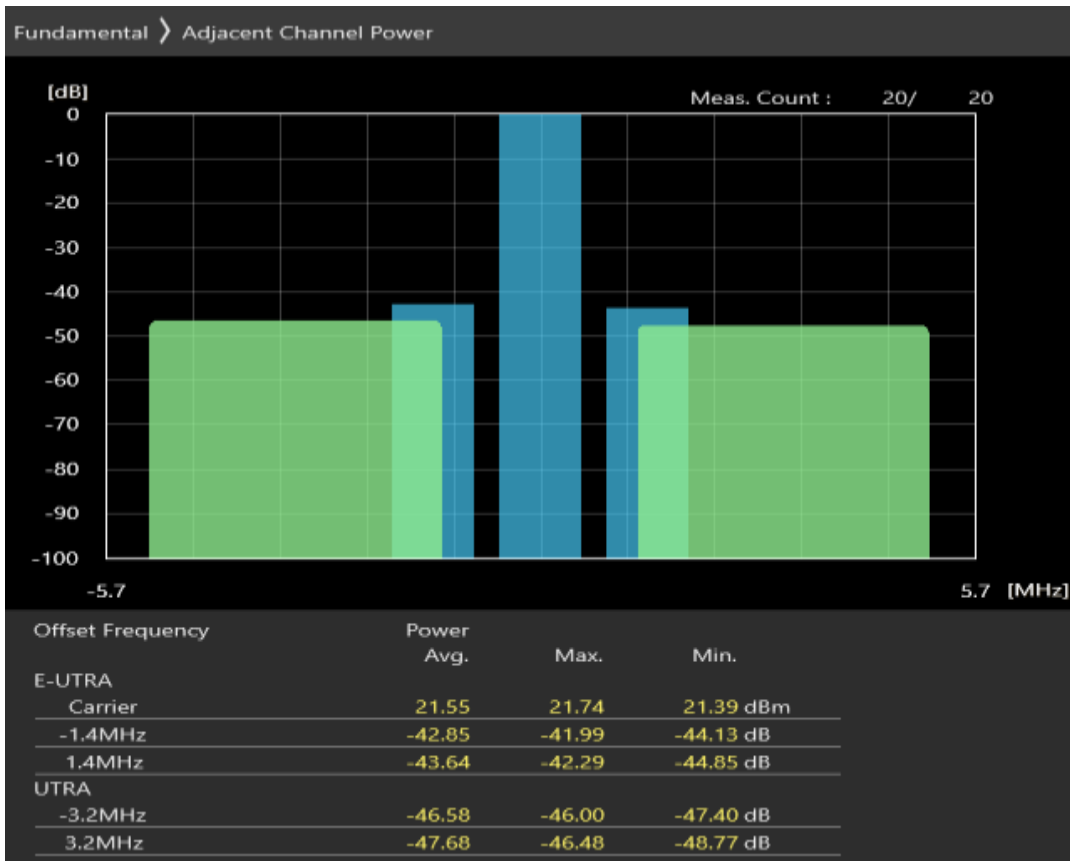 Fundamental 〉 Adjacent Channel Power
[dB]
Meas. Count : 20/ 20
0
-10
-20
-30
-40
-50
-60
-70
-80
-90
-100
-5.7 5.7 [MHz]
Offset Frequency Power
Avg. Max. Min.
E-UTRA
Carrier 21.55 21.74 21.39 dBm
-1.4MHz -42.85 -41.99 -44.13 dB
1.4MHz -43.64 -42.29 -44.85 dB
UTRA
-3.2MHz -46.58 -46.00 -47.40 dB
3.2MHz -47.68 -46.48 -48.77 dB